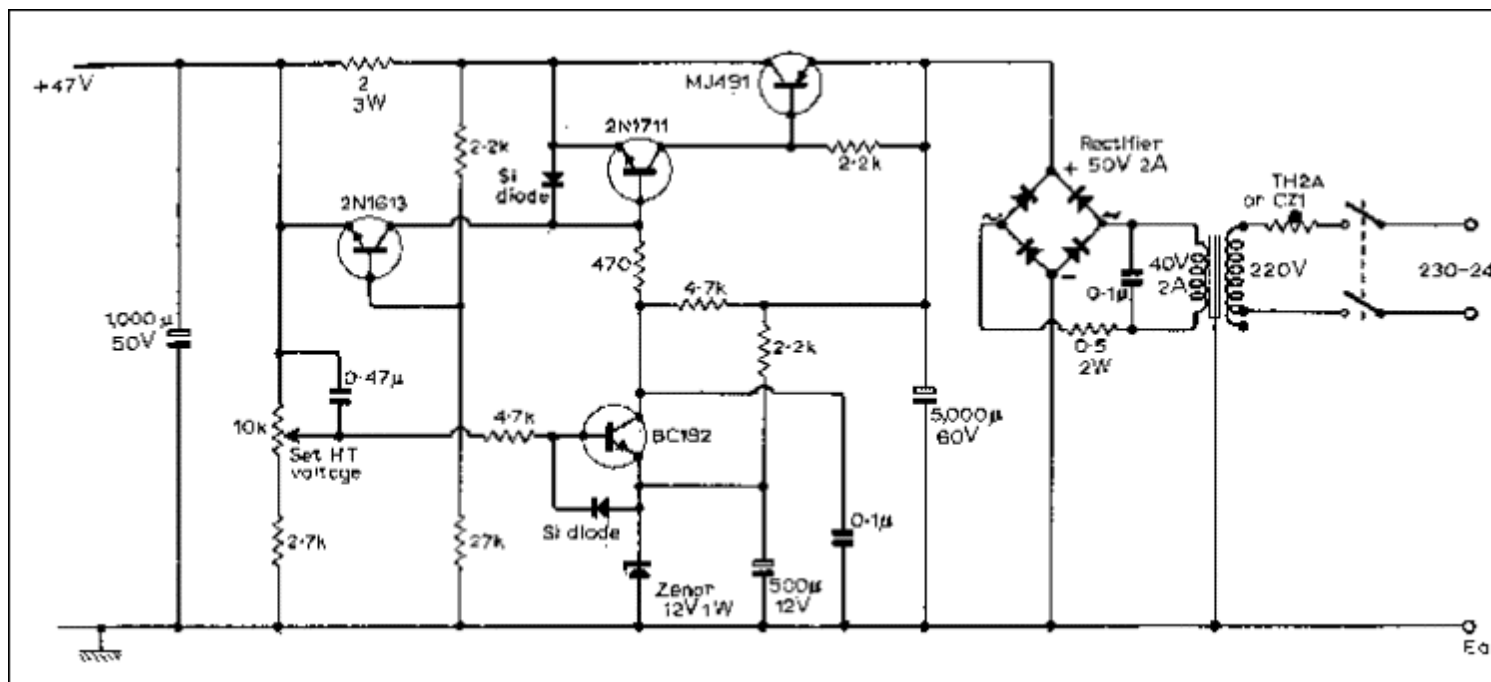 +47V
2
3W
MJ491
2N1711
2·2k
2·2k
Si
diode
2N1613
Rectifier
+ 50V 2A
~
~
−
TH2A
or CZ1
470
4·7k
40V
2A
220V
230-24
0·1μ
1,000μ
50V
2·2k
0·5
2W
0·47μ
10k
4·7k
BC192
5,000μ
60V
Set HT
voltage
Si diode
0·1μ
2·7k
27k
Zenor
12V 1W
500μ
12V
Ea